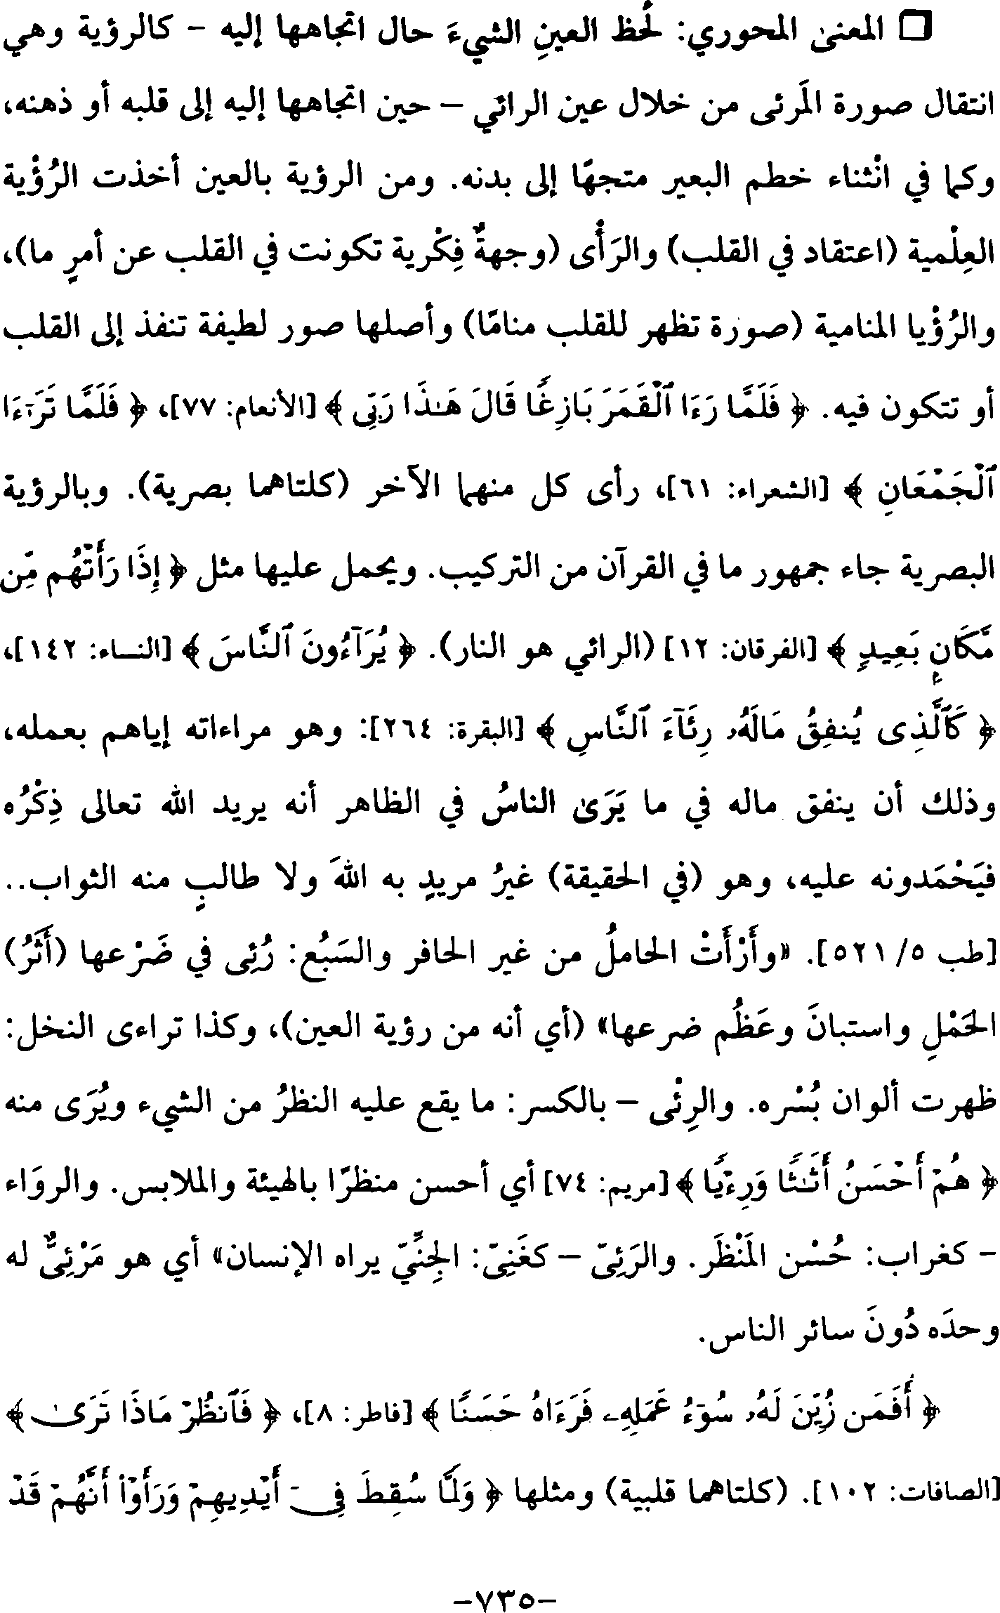 ❒ المعنى المحوري: لَحظ العينِ الشيءَ حال اتجاهها إليه - كالرؤية وهي
انتقال صورة المَرئى من خلال عين الرائي – حين اتجاهها إليه إلى قلبه أو ذهنه،
وكما في انْثناء خطم البعير متجهًا إلى بدنه. ومن الرؤية بالعين أخذت الرُؤْية
العِلْمية (اعتقاد في القلب) والرَأْى (وجهةٌ فِكْرية تكونت في القلب عن أمرٍ ما)،
والرُؤْيا المنامية (صورة تظهر للقلب منامًا) وأصلها صور لطيفة تنفذ إلى القلب
أو تتكون فيه. ﴿ فَلَمَّا رَءَا ٱلْقَمَرَ بَازِغًا قَالَ هَٰذَا رَبِّى ﴾ [الأنعام: ٧٧]، ﴿ فَلَمَّا تَرَٰٓءَا
ٱلْجَمْعَانِ ﴾ [الشعراء: ٦١]، رأى كل منهما الآخر (كلتاهما بصرية). وبالرؤية
البصرية جاء جمهور ما في القرآن من التركيب. ويحمل عليها مثل ﴿ إِذَا رَأَتْهُم مِّن
مَّكَانٍۭ بَعِيدٍ ﴾ [الفرقان: ١٢] (الرائي هو النار). ﴿ يُرَآءُونَ ٱلنَّاسَ ﴾ [النساء: ١٤٢]،
﴿ كَٱلَّذِى يُنفِقُ مَالَهُۥ رِئَآءَ ٱلنَّاسِ ﴾ [البقرة: ٢٦٤]: وهو مراءاته إياهم بعمله،
وذلك أن ينفق ماله في ما يَرَىٰ الناسُ في الظاهر أنه يريد الله تعالى ذِكْرُه
فيَحْمَدونه عليه، وهو (في الحقيقة) غيرُ مريدٍ به اللهَ ولا طالبٍ منه الثواب..
[طب ٥/ ٥٢١]. «وأَرْأَتْ الحاملُ من غير الحافر والسَبُع: رُئِى في ضَرْعها (أَثَرُ)
الحَمْلِ واستبانَ وعَظُم ضرعها» (أي أنه من رؤية العين)، وكذا تراءى النخل:
ظهرت ألوان بُسْره. والرِئْى – بالكسر: ما يقع عليه النظرُ من الشيء ويُرَى منه
﴿ هُمْ أَحْسَنُ أَثَٰثًا وَرِءْيًا ﴾ [مريم: ٧٤] أي أحسن منظرًا بالهيئة والملابس. والروَاء
- كغراب: حُسْن المَنْظَر. والرَئِىّ – كغَنِىّ: الجِنِّيّ يراه الإنسان» أي هو مَرْئِىٌّ له
وحدَه دُونَ سائر الناس.
﴿ أَفَمَن زُيِّنَ لَهُۥ سُوٓءُ عَمَلِهِۦ فَرَءَاهُ حَسَنًا ﴾ [فاطر: ٨]، ﴿ فَٱنظُرْ مَاذَا تَرَىٰ ﴾
[الصافات: ١٠٢]. (كلتاهما قلبية) ومثلها ﴿ وَلَمَّا سُقِطَ فِىٓ أَيْدِيهِمْ وَرَأَوْا۟ أَنَّهُمْ قَدْ
-٧٣٥-